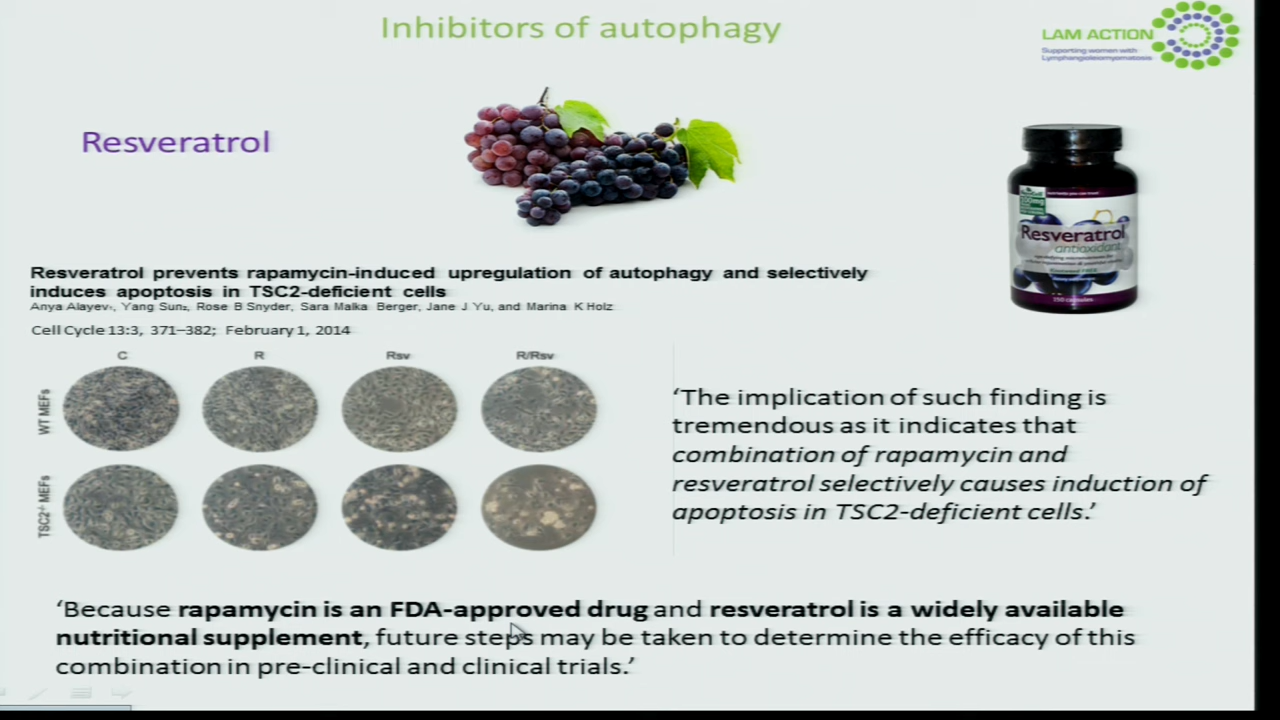 Inhibitors of autophagy
LAM ACTION
Supporting women with
Lymphangioleiomyomatosis
Resveratrol
Resveratrol
antioxidant
150 capsules
Resveratrol prevents rapamycin-induced upregulation of autophagy and selectively
induces apoptosis in TSC2-deficient cells
Anya Alayev, Yang Sun, Rose B Snyder, Sara Malka Berger, Jane J Yu, and Marina K Holz
Cell Cycle 13:3, 371–382; February 1, 2014
C R Rsv R/Rsv
WT MEFs
TSC2-/- MEFs
‘The implication of such finding is
tremendous as it indicates that
combination of rapamycin and
resveratrol selectively causes induction of
apoptosis in TSC2-deficient cells.’
‘Because rapamycin is an FDA-approved drug and resveratrol is a widely available
nutritional supplement, future steps may be taken to determine the efficacy of this
combination in pre-clinical and clinical trials.’